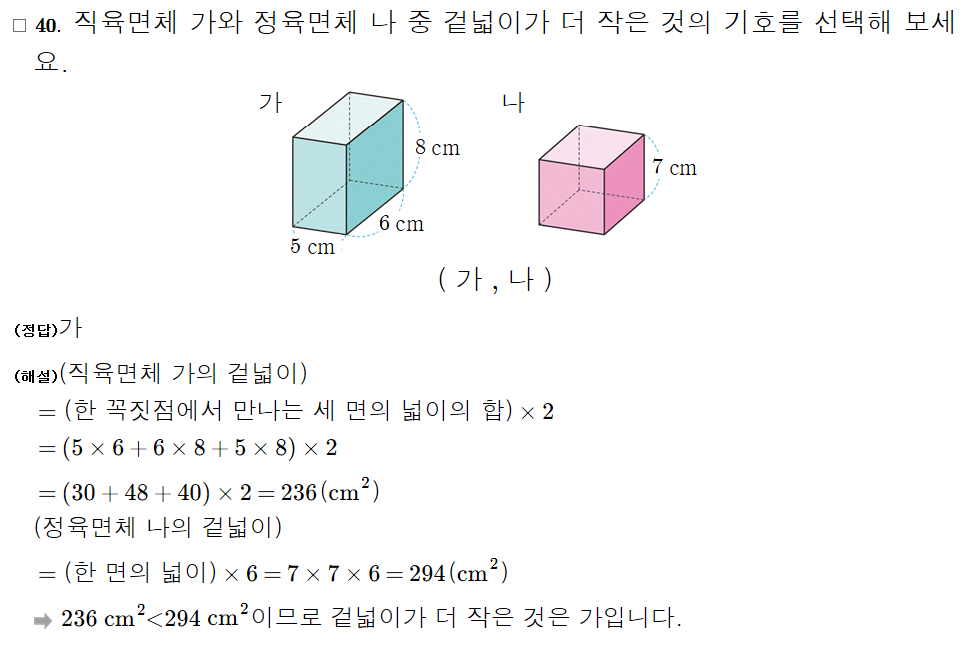 □ 40. 직육면체 가와 정육면체 나 중 겉넓이가 더 작은 것의 기호를 선택해 보세
요.
가 나
8 cm 7 cm
6 cm
5 cm
( 가 , 나 )
(정답)가
(해설)(직육면체 가의 겉넓이)
= (한 꼭짓점에서 만나는 세 면의 넓이의 합) × 2
= (5 × 6 + 6 × 8 + 5 × 8) × 2
= (30 + 48 + 40) × 2 = 236(cm²)
(정육면체 나의 겉넓이)
= (한 면의 넓이) × 6 = 7 × 7 × 6 = 294(cm²)
➡ 236 cm²<294 cm²이므로 겉넓이가 더 작은 것은 가입니다.